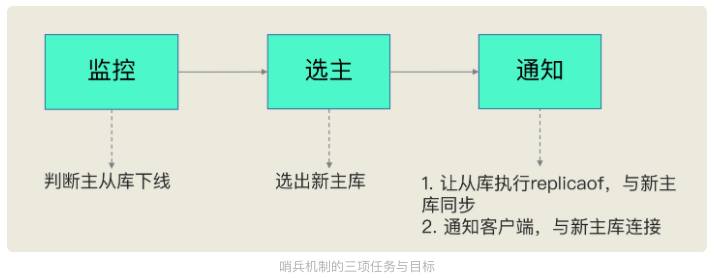 监控
选主
通知
判断主从库下线
选出新主库
1. 让从库执行replicaof，与新主
库同步
2. 通知客户端，与新主库连接
哨兵机制的三项任务与目标